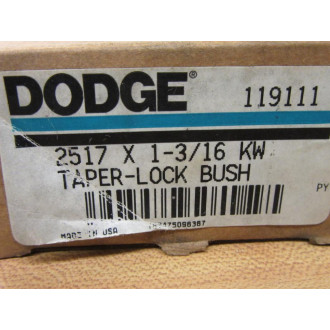 DODGE® 119111
2517 X 1-3/16 KW
TAPER-LOCK BUSH
PY
MADE IN USA